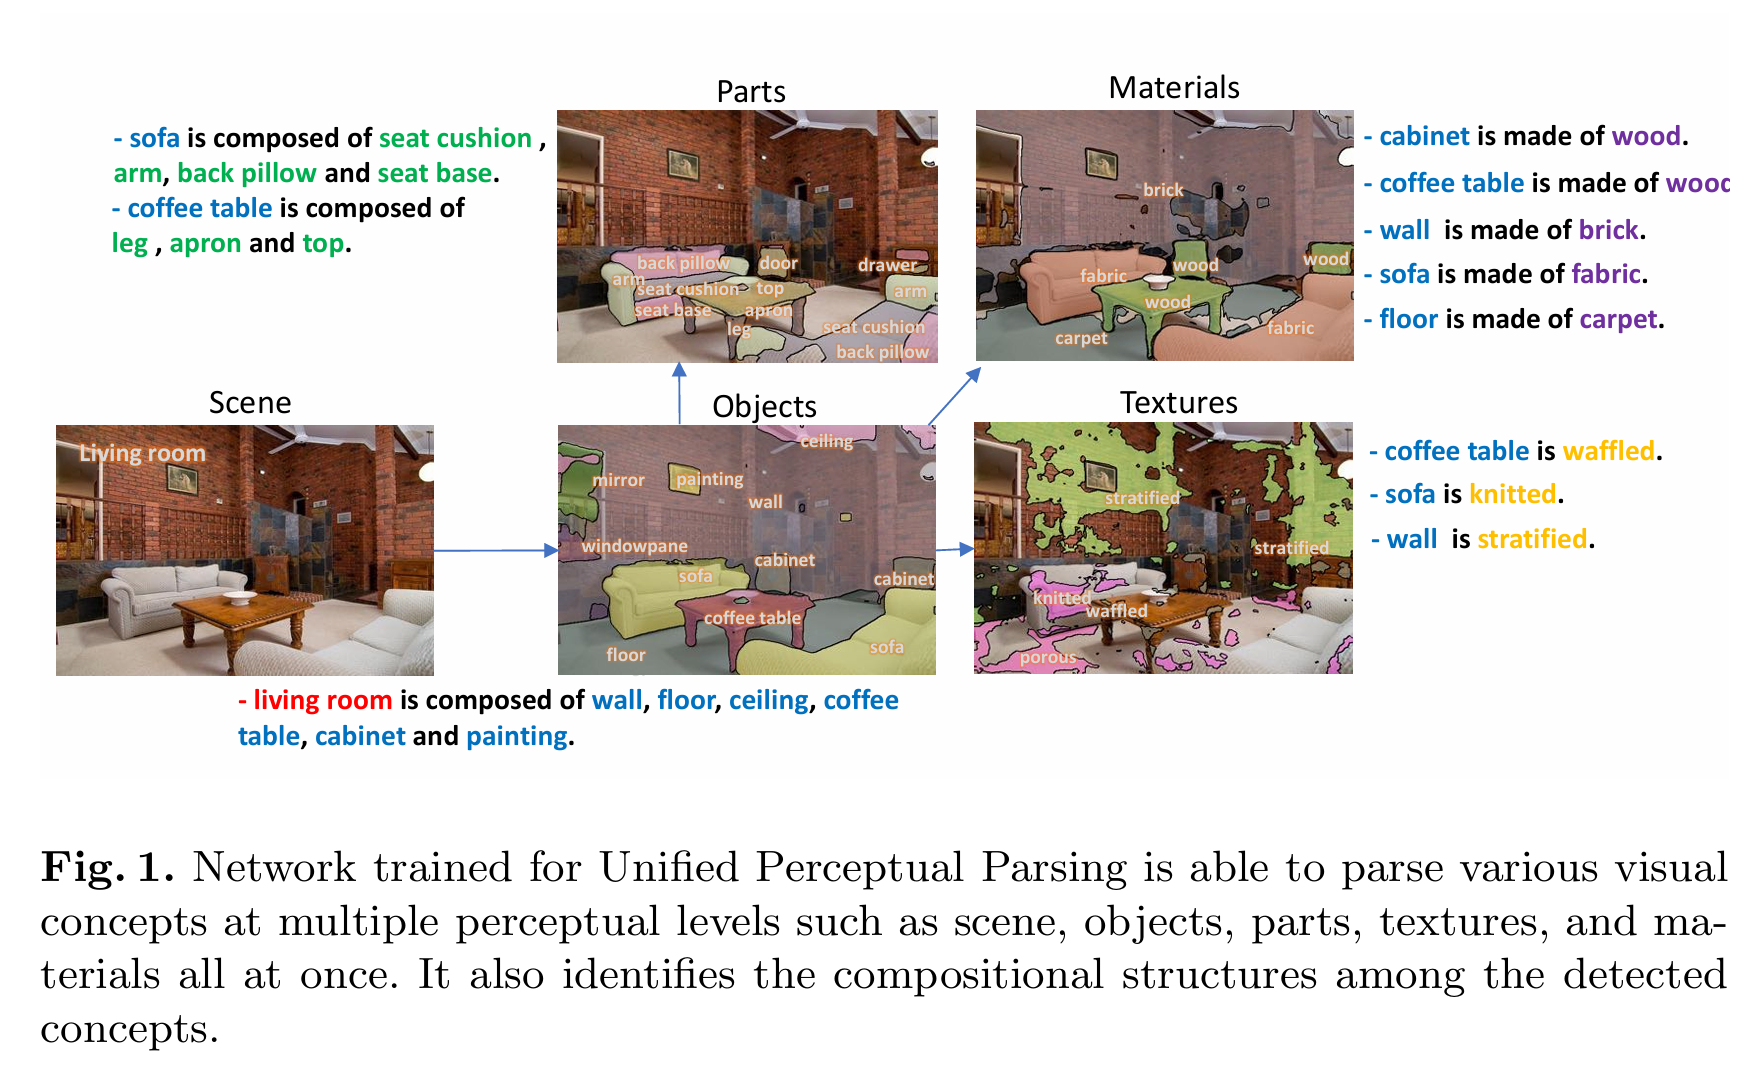 Parts
- sofa is composed of seat cushion ,
arm, back pillow and seat base.
- coffee table is composed of
leg , apron and top.
back pillow
door
drawer
arm
seat cushion
top
arm
seat base
apron
leg
seat cushion
back pillow
Materials
brick
fabric
wood
wood
wood
carpet
fabric
- cabinet is made of wood.
- coffee table is made of wood
- wall is made of brick.
- sofa is made of fabric.
- floor is made of carpet.
Scene
Living room
Objects
ceiling
mirror
painting
wall
windowpane
cabinet
sofa
cabinet
coffee table
floor
sofa
Textures
stratified
stratified
knitted
waffled
porous
- coffee table is waffled.
- sofa is knitted.
- wall is stratified.
- living room is composed of wall, floor, ceiling, coffee
table, cabinet and painting.
Fig. 1. Network trained for Unified Perceptual Parsing is able to parse various visual
concepts at multiple perceptual levels such as scene, objects, parts, textures, and ma-
terials all at once. It also identifies the compositional structures among the detected
concepts.